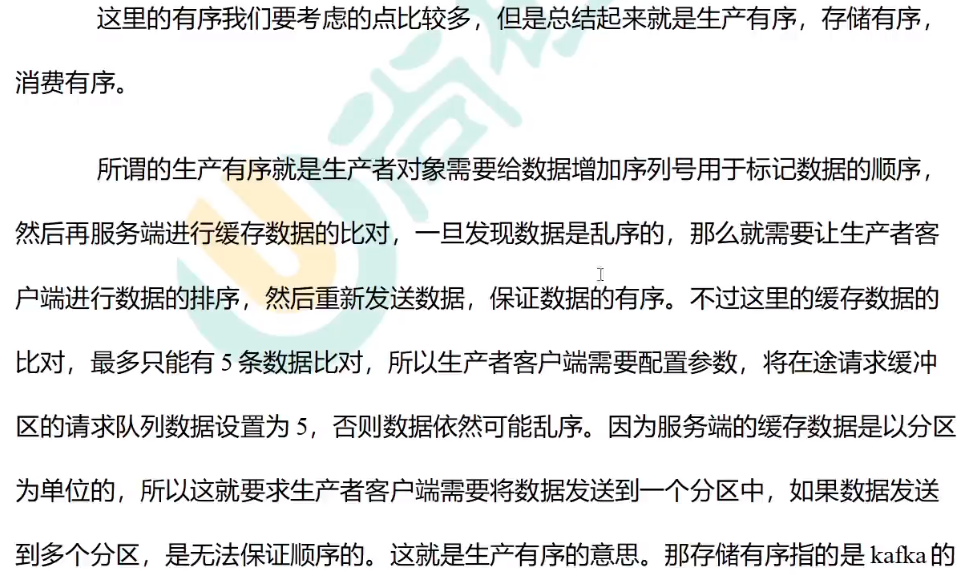 这里的有序我们要考虑的点比较多，但是总结起来就是生产有序，存储有序，
消费有序。
所谓的生产有序就是生产者对象需要给数据增加序列号用于标记数据的顺序，
然后再服务端进行缓存数据的比对，一旦发现数据是乱序的，那么就需要让生产者客
户端进行数据的排序，然后重新发送数据，保证数据的有序。不过这里的缓存数据的
比对，最多只能有 5 条数据比对，所以生产者客户端需要配置参数，将在途请求缓冲
区的请求队列数据设置为 5，否则数据依然可能乱序。因为服务端的缓存数据是以分区
为单位的，所以这就要求生产者客户端需要将数据发送到一个分区中，如果数据发送
到多个分区，是无法保证顺序的。这就是生产有序的意思。那存储有序指的是 kafka 的